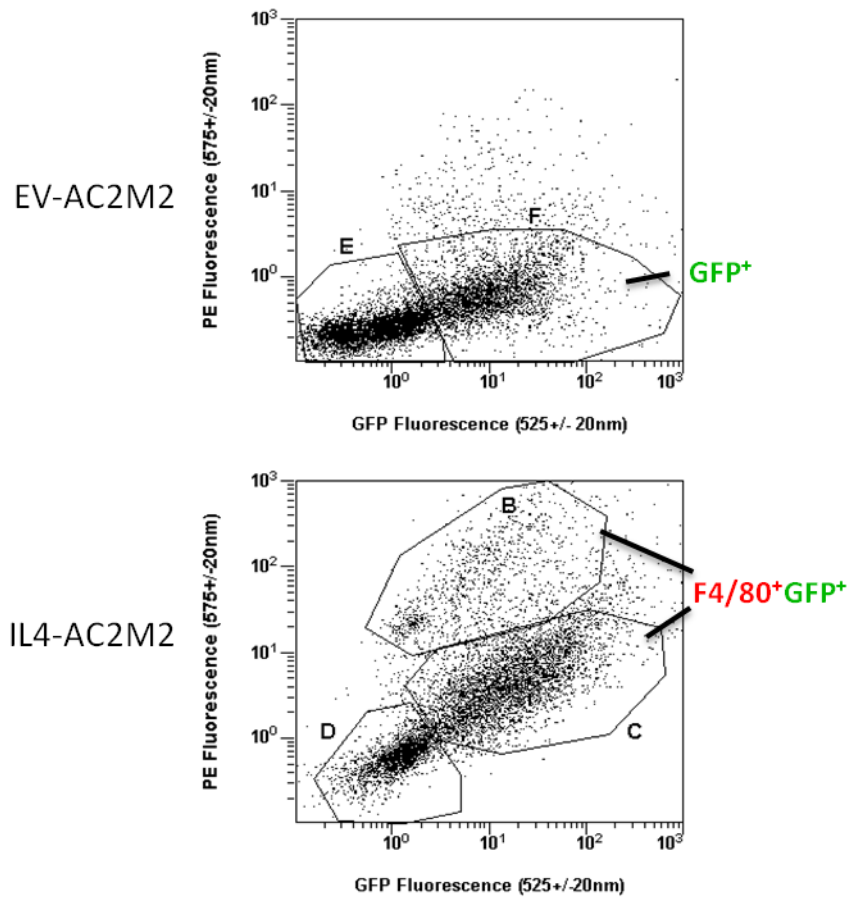 EV-AC2M2
PE Fluorescence (575+/-20nm)
10³
10²
10¹
10⁰
E
F
GFP⁺
10⁰ 10¹ 10² 10³
GFP Fluorescence (525+/- 20nm)
IL4-AC2M2
PE Fluorescence (575+/-20nm)
10³
10²
10¹
10⁰
B
D
C
F4/80⁺GFP⁺
10⁰ 10¹ 10² 10³
GFP Fluorescence (525+/-20nm)